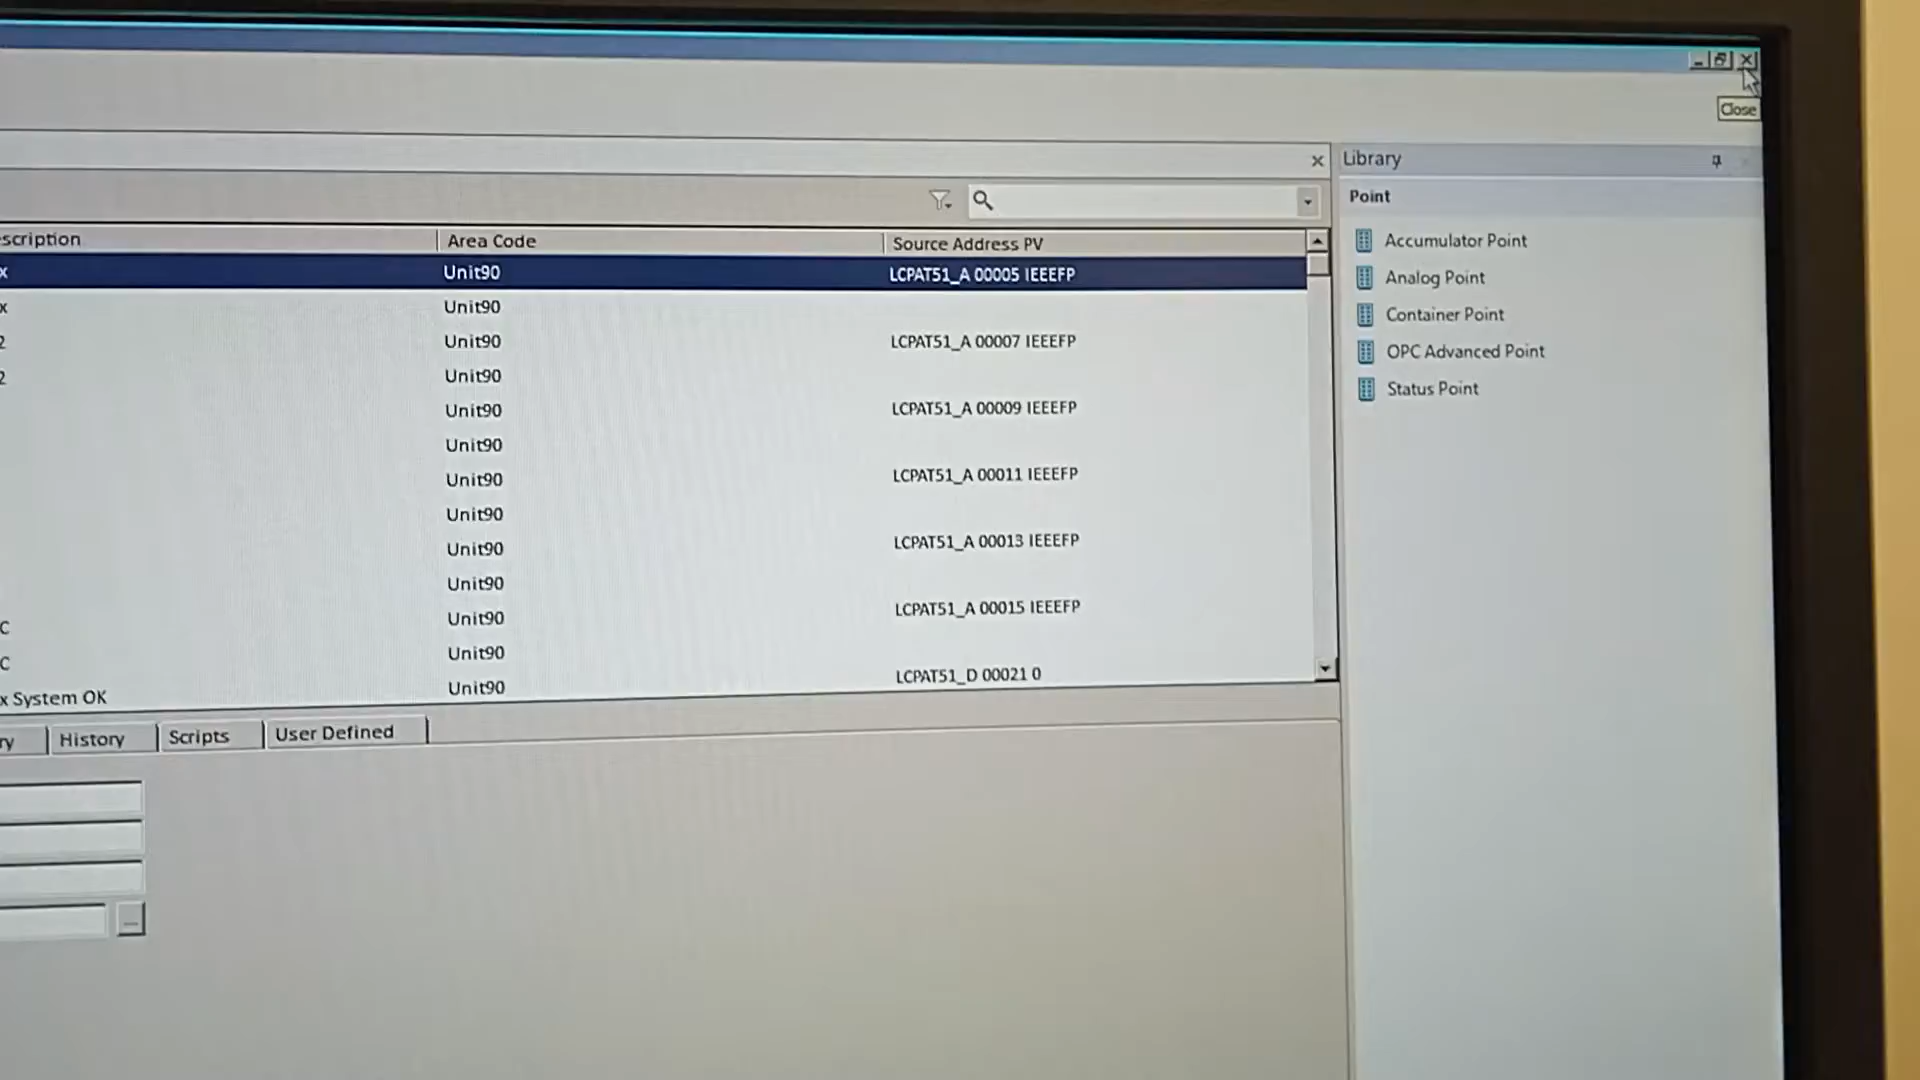 Close
Library
Point
scription Area Code Source Address PV
x Unit90 LCPAT51_A 00005 IEEEFP
x Unit90
2 Unit90 LCPAT51_A 00007 IEEEFP
2 Unit90
Unit90 LCPAT51_A 00009 IEEEFP
Unit90
Unit90 LCPAT51_A 00011 IEEEFP
Unit90
Unit90 LCPAT51_A 00013 IEEEFP
Unit90
C Unit90 LCPAT51_A 00015 IEEEFP
C Unit90
x System OK Unit90 LCPAT51_D 00021 0
Accumulator Point
Analog Point
Container Point
OPC Advanced Point
Status Point
ry History Scripts User Defined
...